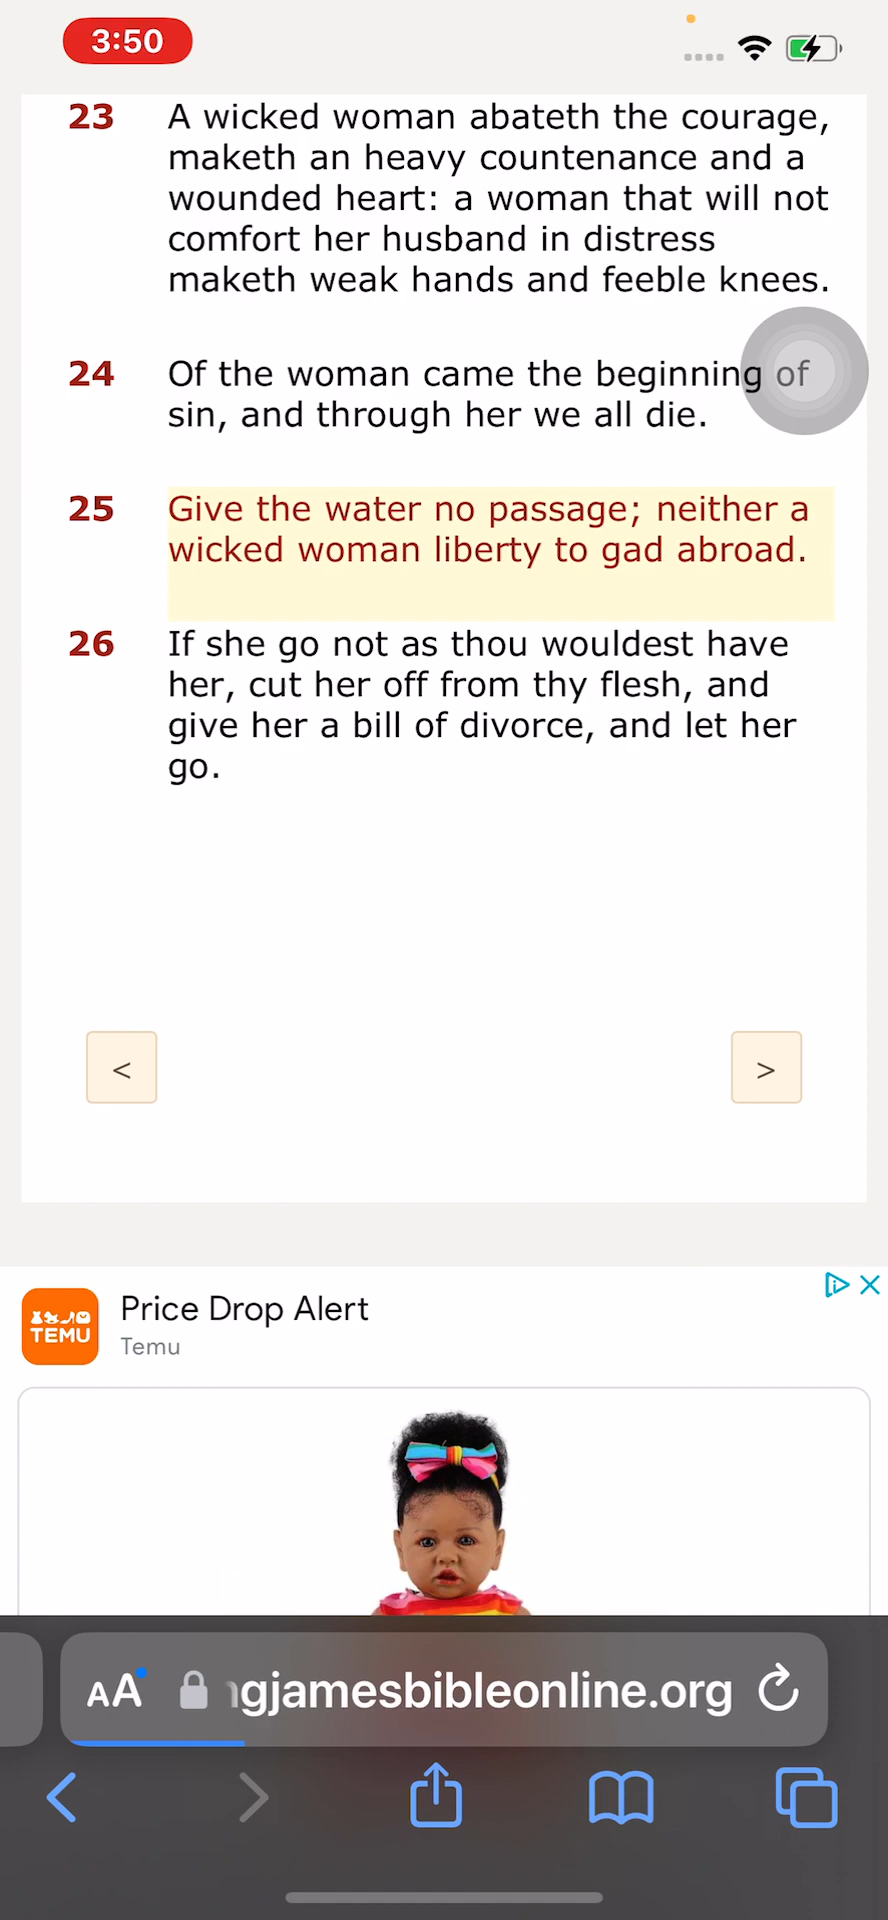 3:50
23 A wicked woman abateth the courage,
maketh an heavy countenance and a
wounded heart: a woman that will not
comfort her husband in distress
maketh weak hands and feeble knees.
24 Of the woman came the beginning of
sin, and through her we all die.
25 Give the water no passage; neither a
wicked woman liberty to gad abroad.
26 If she go not as thou wouldest have
her, cut her off from thy flesh, and
give her a bill of divorce, and let her
go.
< >
TEMU
Price Drop Alert
Temu
AA ngjamesbibleonline.org